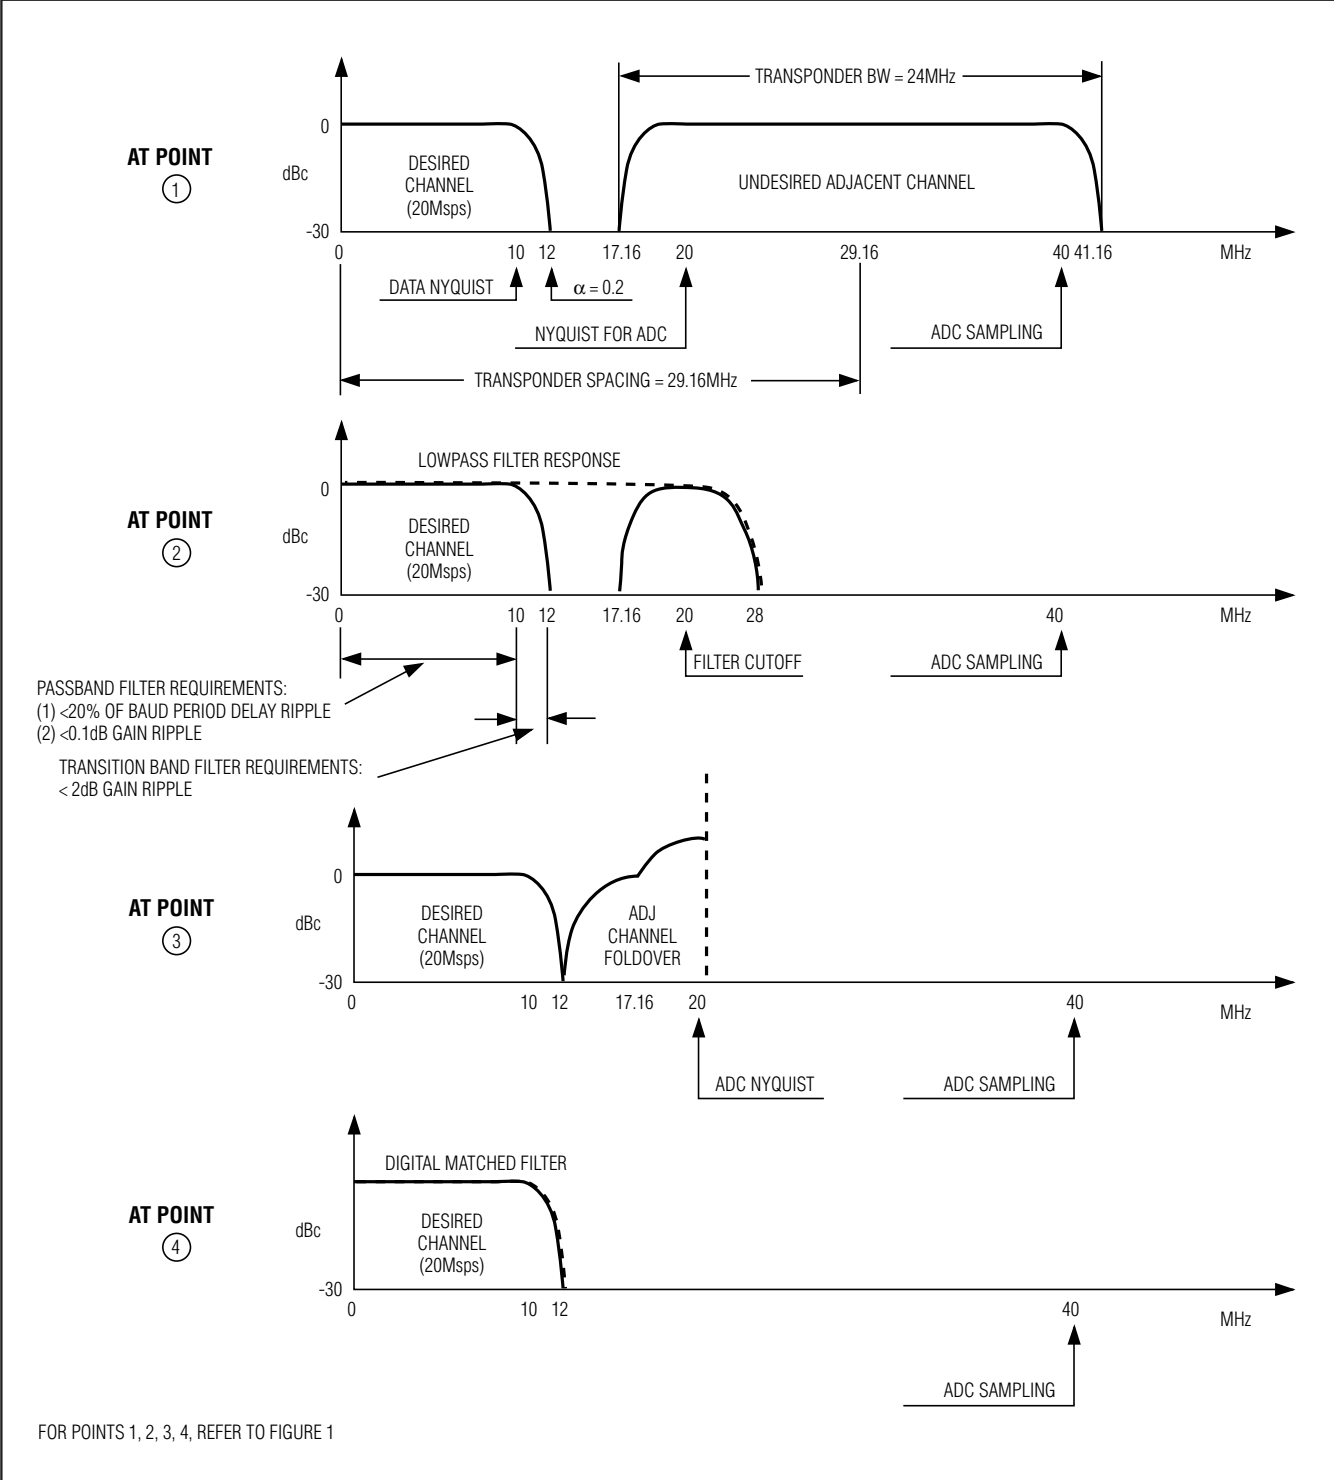 TRANSPONDER BW = 24MHz
0
AT POINT
1
dBc
DESIRED
CHANNEL
(20Msps)
UNDESIRED ADJACENT CHANNEL
-30
0 10 12 17.16 20 29.16 40 41.16 MHz
DATA NYQUIST
α = 0.2
NYQUIST FOR ADC
ADC SAMPLING
TRANSPONDER SPACING = 29.16MHz
LOWPASS FILTER RESPONSE
0
AT POINT
2
dBc
DESIRED
CHANNEL
(20Msps)
-30
0 10 12 17.16 20 28 40 MHz
FILTER CUTOFF
ADC SAMPLING
PASSBAND FILTER REQUIREMENTS:
(1) <20% OF BAUD PERIOD DELAY RIPPLE
(2) <0.1dB GAIN RIPPLE
TRANSITION BAND FILTER REQUIREMENTS:
< 2dB GAIN RIPPLE
0
AT POINT
3
dBc
DESIRED
CHANNEL
(20Msps)
ADJ
CHANNEL
FOLDOVER
-30
0 10 12 17.16 20 40 MHz
ADC NYQUIST
ADC SAMPLING
DIGITAL MATCHED FILTER
AT POINT
4
dBc
DESIRED
CHANNEL
(20Msps)
-30
0 10 12 40 MHz
ADC SAMPLING
FOR POINTS 1, 2, 3, 4, REFER TO FIGURE 1